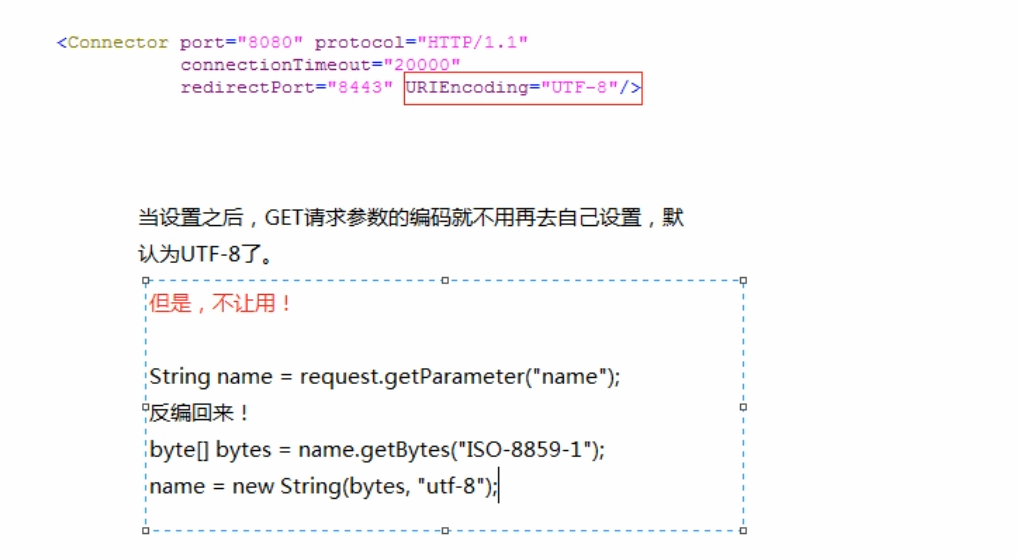 <Connector port="8080" protocol="HTTP/1.1"
connectionTimeout="20000"
redirectPort="8443" URIEncoding="UTF-8"/>
当设置之后，GET请求参数的编码就不用再去自己设置，默
认为UTF-8了。
但是，不让用！
String name = request.getParameter("name");
反编回来！
byte[] bytes = name.getBytes("ISO-8859-1");
name = new String(bytes, "utf-8");